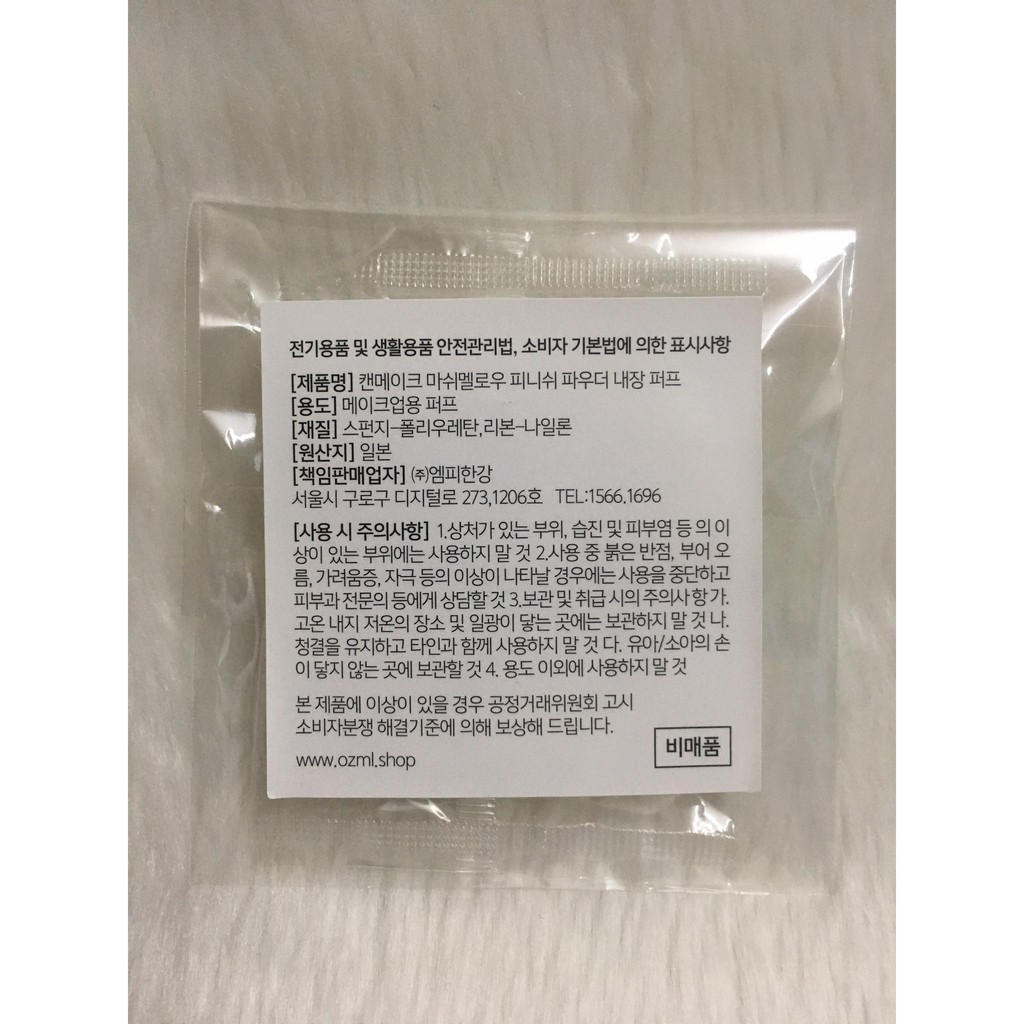 전기용품 및 생활용품 안전관리법, 소비자 기본법에 의한 표시사항
[제품명] 캔메이크 마쉬멜로우 피니쉬 파우더 내장 퍼프
[용도] 메이크업용 퍼프
[재질] 스펀지-폴리우레탄,리본-나일론
[원산지] 일본
[책임판매업자] ㈜엠피한강
서울시 구로구 디지털로 273,1206호 TEL:1566.1696
[사용 시 주의사항] 1.상처가 있는 부위, 습진 및 피부염 등 의 이
상이 있는 부위에는 사용하지 말 것 2.사용 중 붉은 반점, 부어 오
름, 가려움증, 자극 등의 이상이 나타날 경우에는 사용을 중단하고
피부과 전문의 등에게 상담할 것 3.보관 및 취급 시의 주의사 항 가.
고온 내지 저온의 장소 및 일광이 닿는 곳에는 보관하지 말 것 나.
청결을 유지하고 타인과 함께 사용하지 말 것 다. 유아/소아의 손
이 닿지 않는 곳에 보관할 것 4. 용도 이외에 사용하지 말 것
본 제품에 이상이 있을 경우 공정거래위원회 고시
소비자분쟁 해결기준에 의해 보상해 드립니다.
비매품
www.ozml.shop